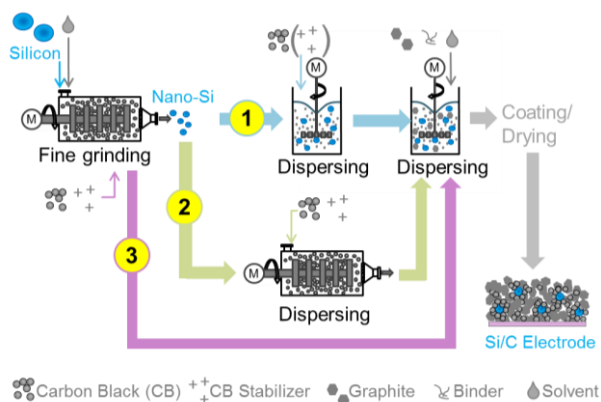 Silicon
M
Fine grinding
Nano-Si
1
M
Dispersing
M
Dispersing
Coating/
Drying
2
3
M
Dispersing
Si/C Electrode
Carbon Black (CB)
CB Stabilizer
Graphite
Binder
Solvent